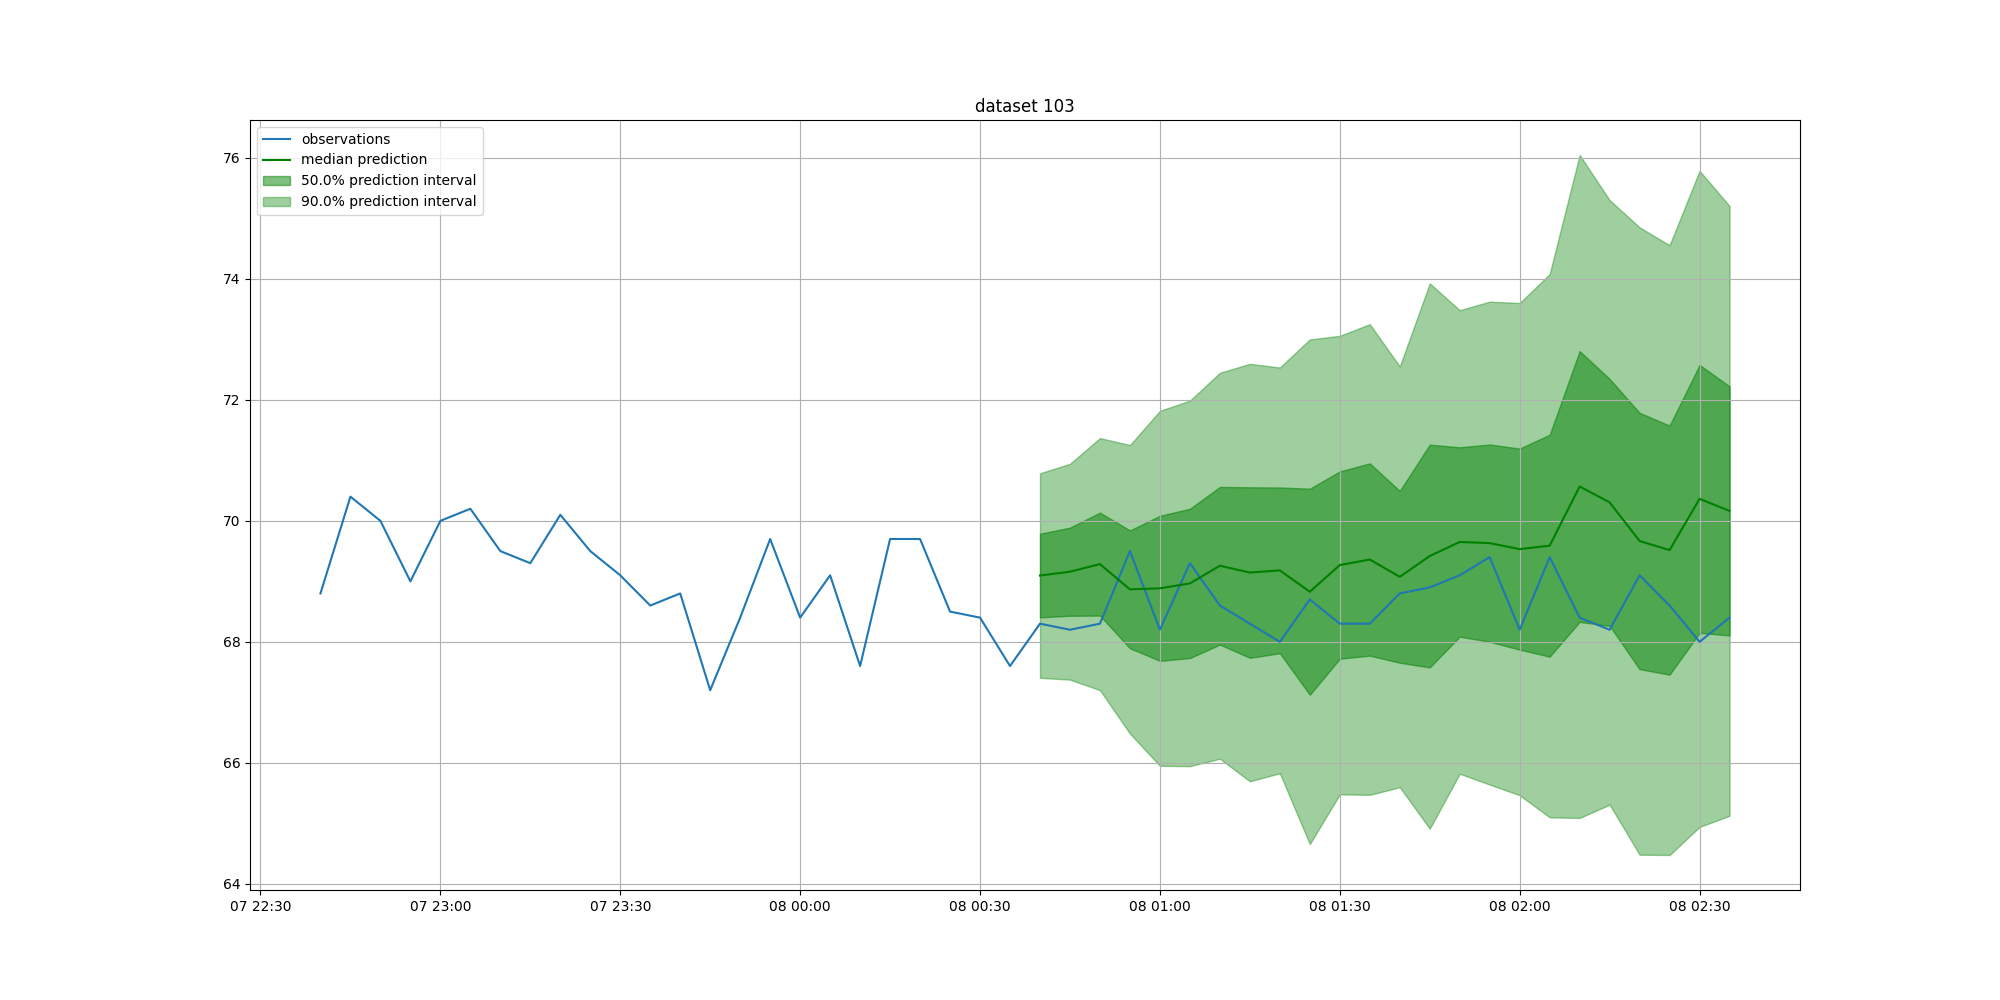 dataset 103
observations
median prediction
50.0% prediction interval
90.0% prediction interval
76
74
72
70
68
66
64
07 22:30 07 23:00 07 23:30 08 00:00 08 00:30 08 01:00 08 01:30 08 02:00 08 02:30